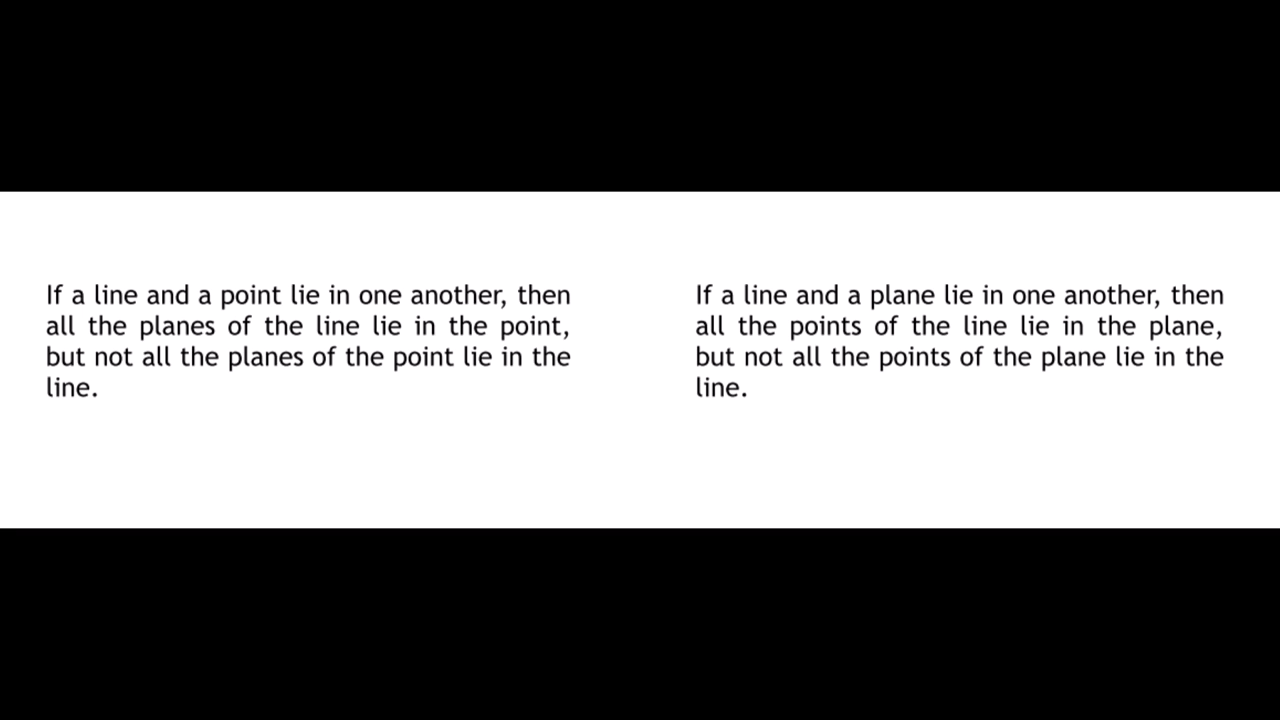 If a line and a point lie in one another, then
all the planes of the line lie in the point,
but not all the planes of the point lie in the
line.
If a line and a plane lie in one another, then
all the points of the line lie in the plane,
but not all the points of the plane lie in the
line.